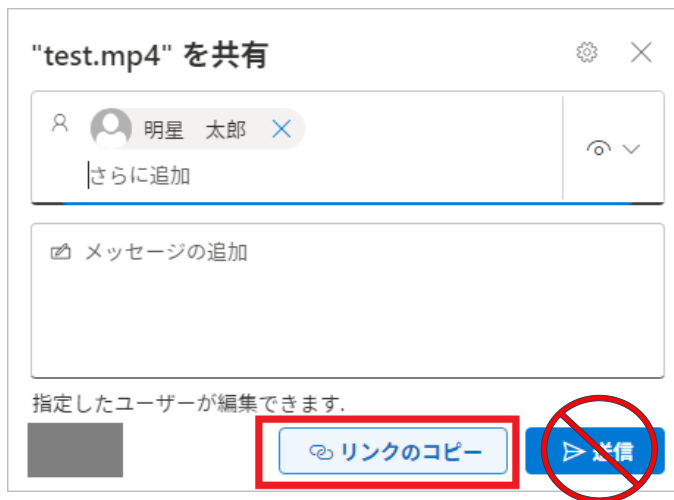 "test.mp4" を共有
明星　太郎
さらに追加
メッセージの追加
指定したユーザーが編集できます.
リンクのコピー
送信